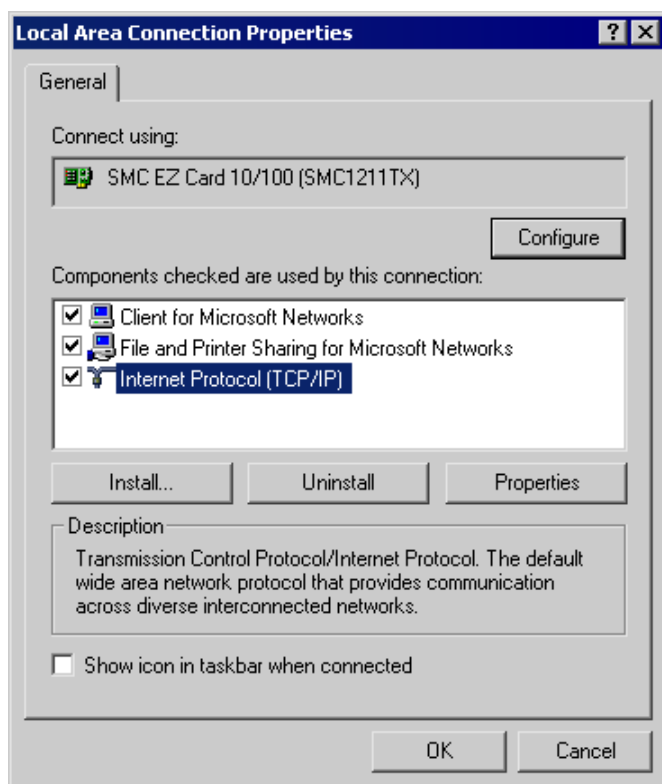 Local Area Connection Properties
General
Connect using:
SMC EZ Card 10/100 (SMC1211TX)
Configure
Components checked are used by this connection:
Client for Microsoft Networks
File and Printer Sharing for Microsoft Networks
Internet Protocol (TCP/IP)
Install... Uninstall Properties
Description
Transmission Control Protocol/Internet Protocol. The default
wide area network protocol that provides communication
across diverse interconnected networks.
Show icon in taskbar when connected
OK Cancel